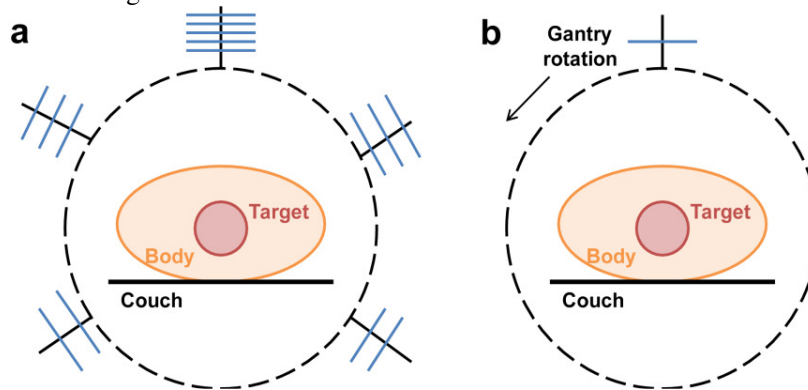 a
Target
Body
Couch
b
Gantry
rotation
Target
Body
Couch